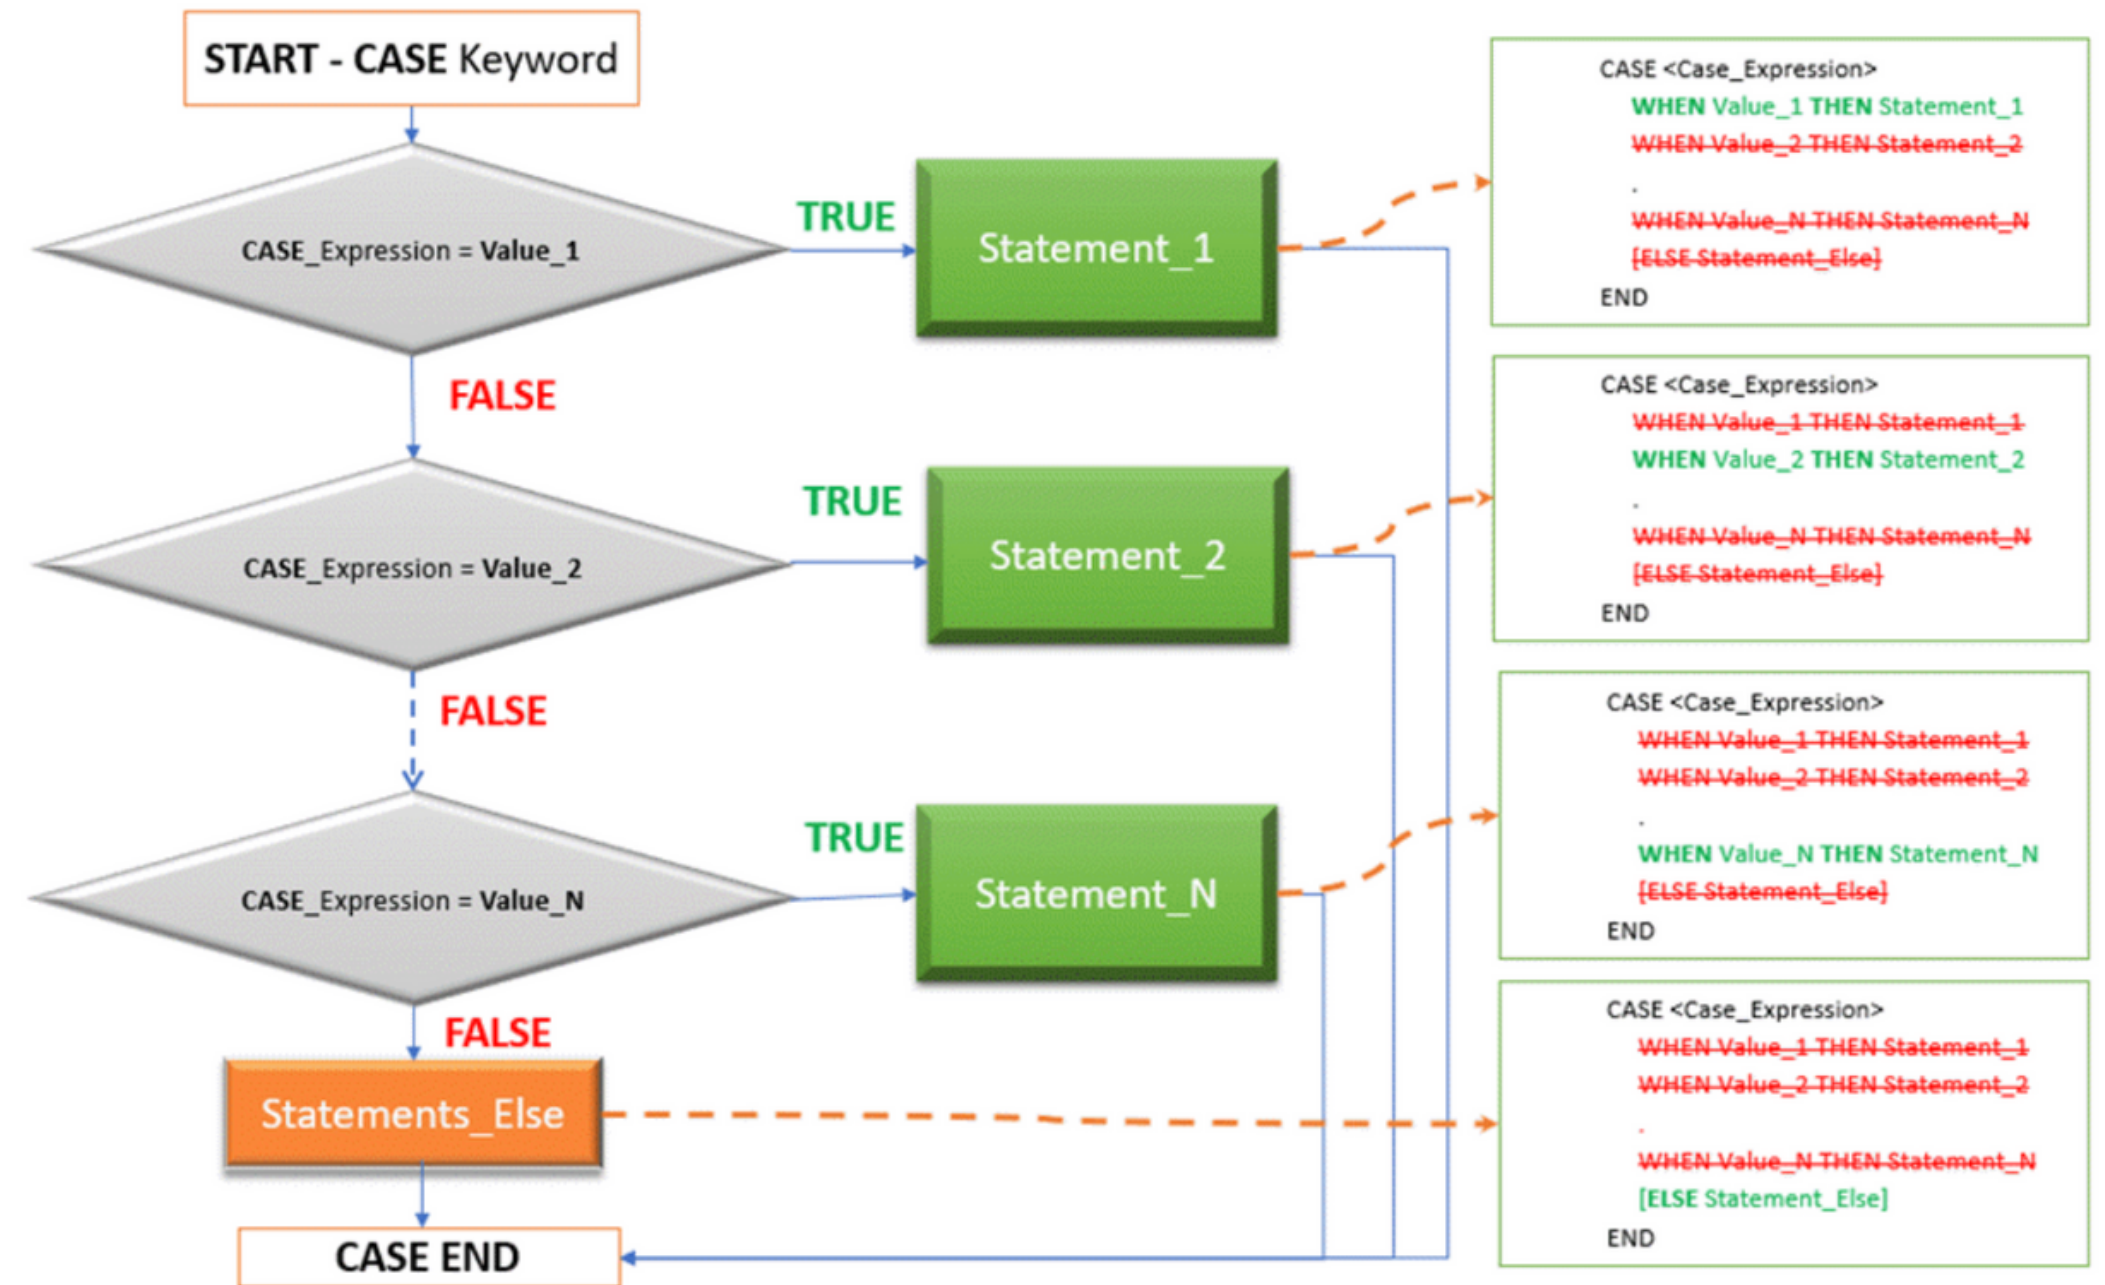 START - CASE Keyword
CASE_Expression = Value_1
TRUE
Statement_1
FALSE
CASE_Expression = Value_2
TRUE
Statement_2
FALSE
CASE_Expression = Value_N
TRUE
Statement_N
FALSE
Statements_Else
CASE END
CASE <Case_Expression>
WHEN Value_1 THEN Statement_1
WHEN Value_2 THEN Statement_2
.
WHEN Value_N THEN Statement_N
[ELSE Statement_Else]
END
CASE <Case_Expression>
WHEN Value_1 THEN Statement_1
WHEN Value_2 THEN Statement_2
.
WHEN Value_N THEN Statement_N
[ELSE Statement_Else]
END
CASE <Case_Expression>
WHEN Value_1 THEN Statement_1
WHEN Value_2 THEN Statement_2
.
WHEN Value_N THEN Statement_N
[ELSE Statement_Else]
END
CASE <Case_Expression>
WHEN Value_1 THEN Statement_1
WHEN Value_2 THEN Statement_2
.
WHEN Value_N THEN Statement_N
[ELSE Statement_Else]
END